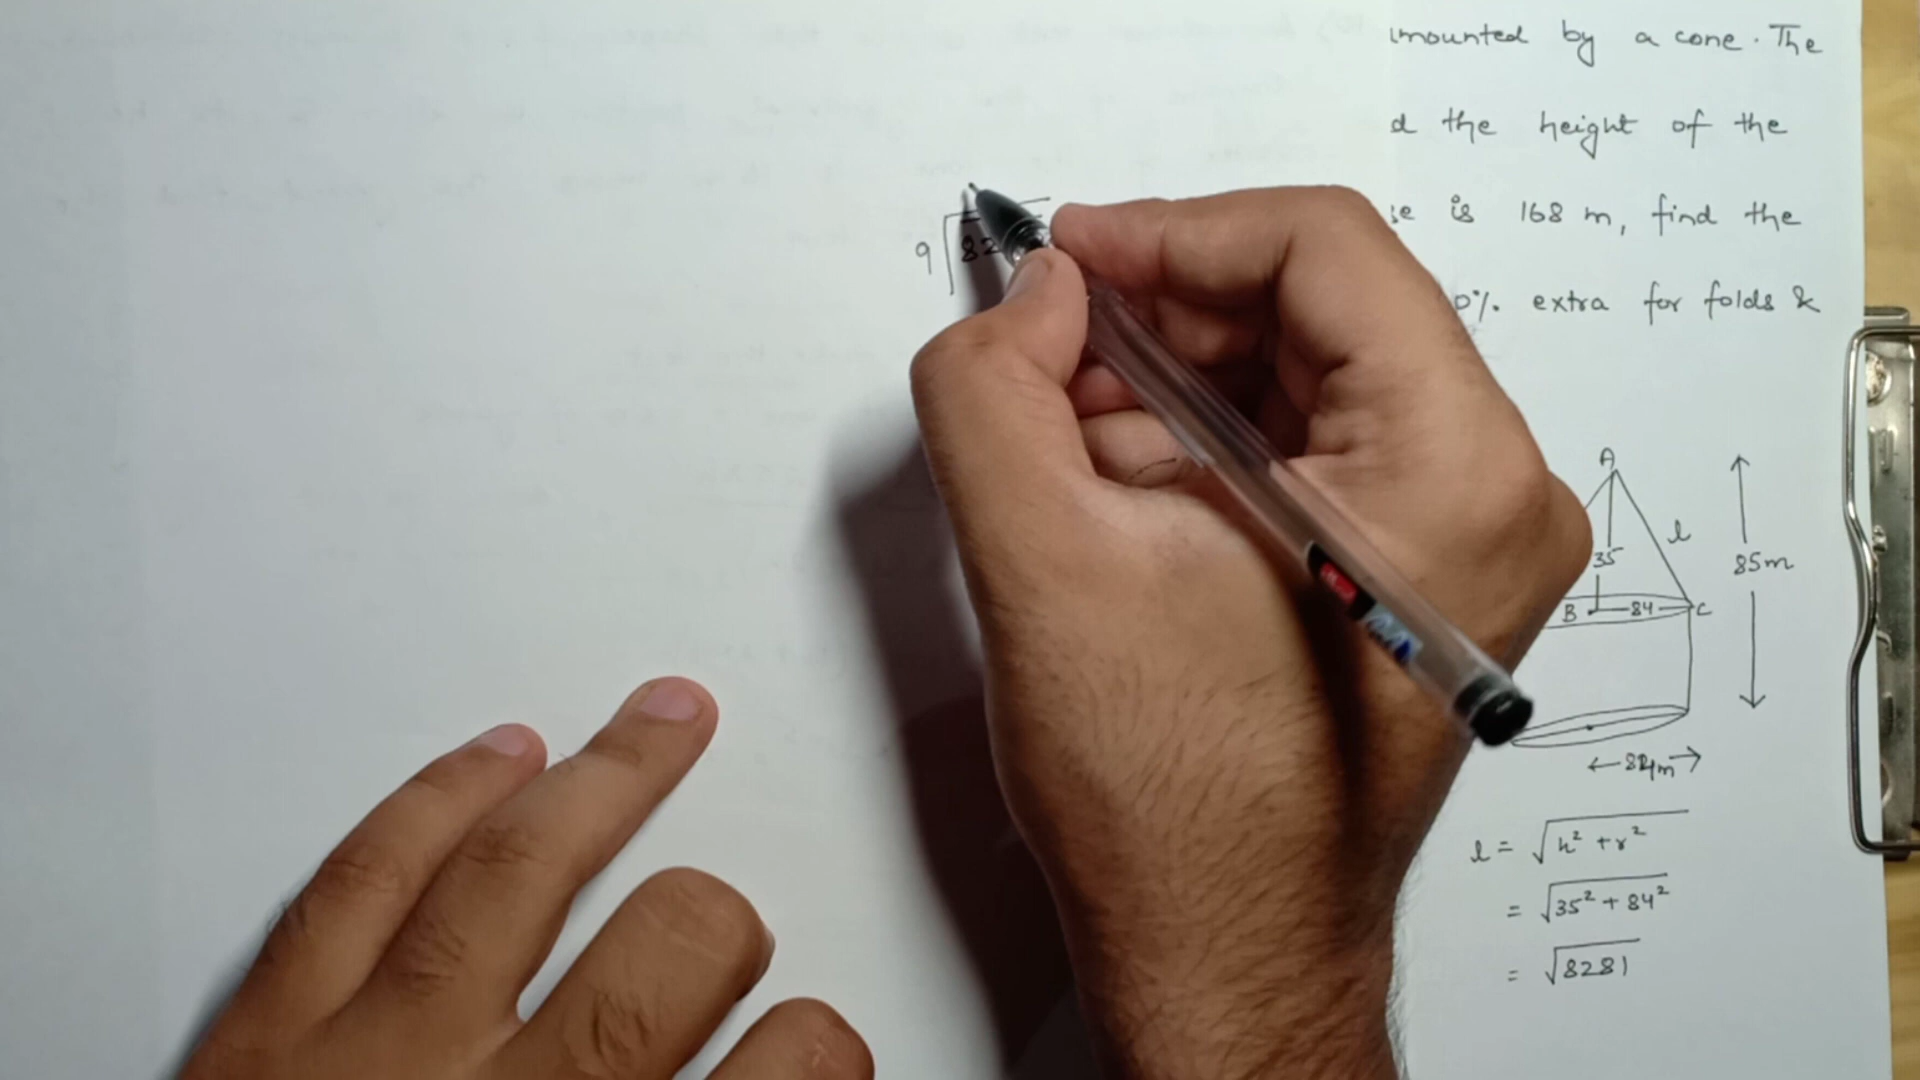 mounted by a cone. The
d the height of the
se is 168 m, find the
0% extra for folds &
9 82
A
35
l
85m
B 84 C
84m
l = √h² + r²
= √35² + 84²
= √8281